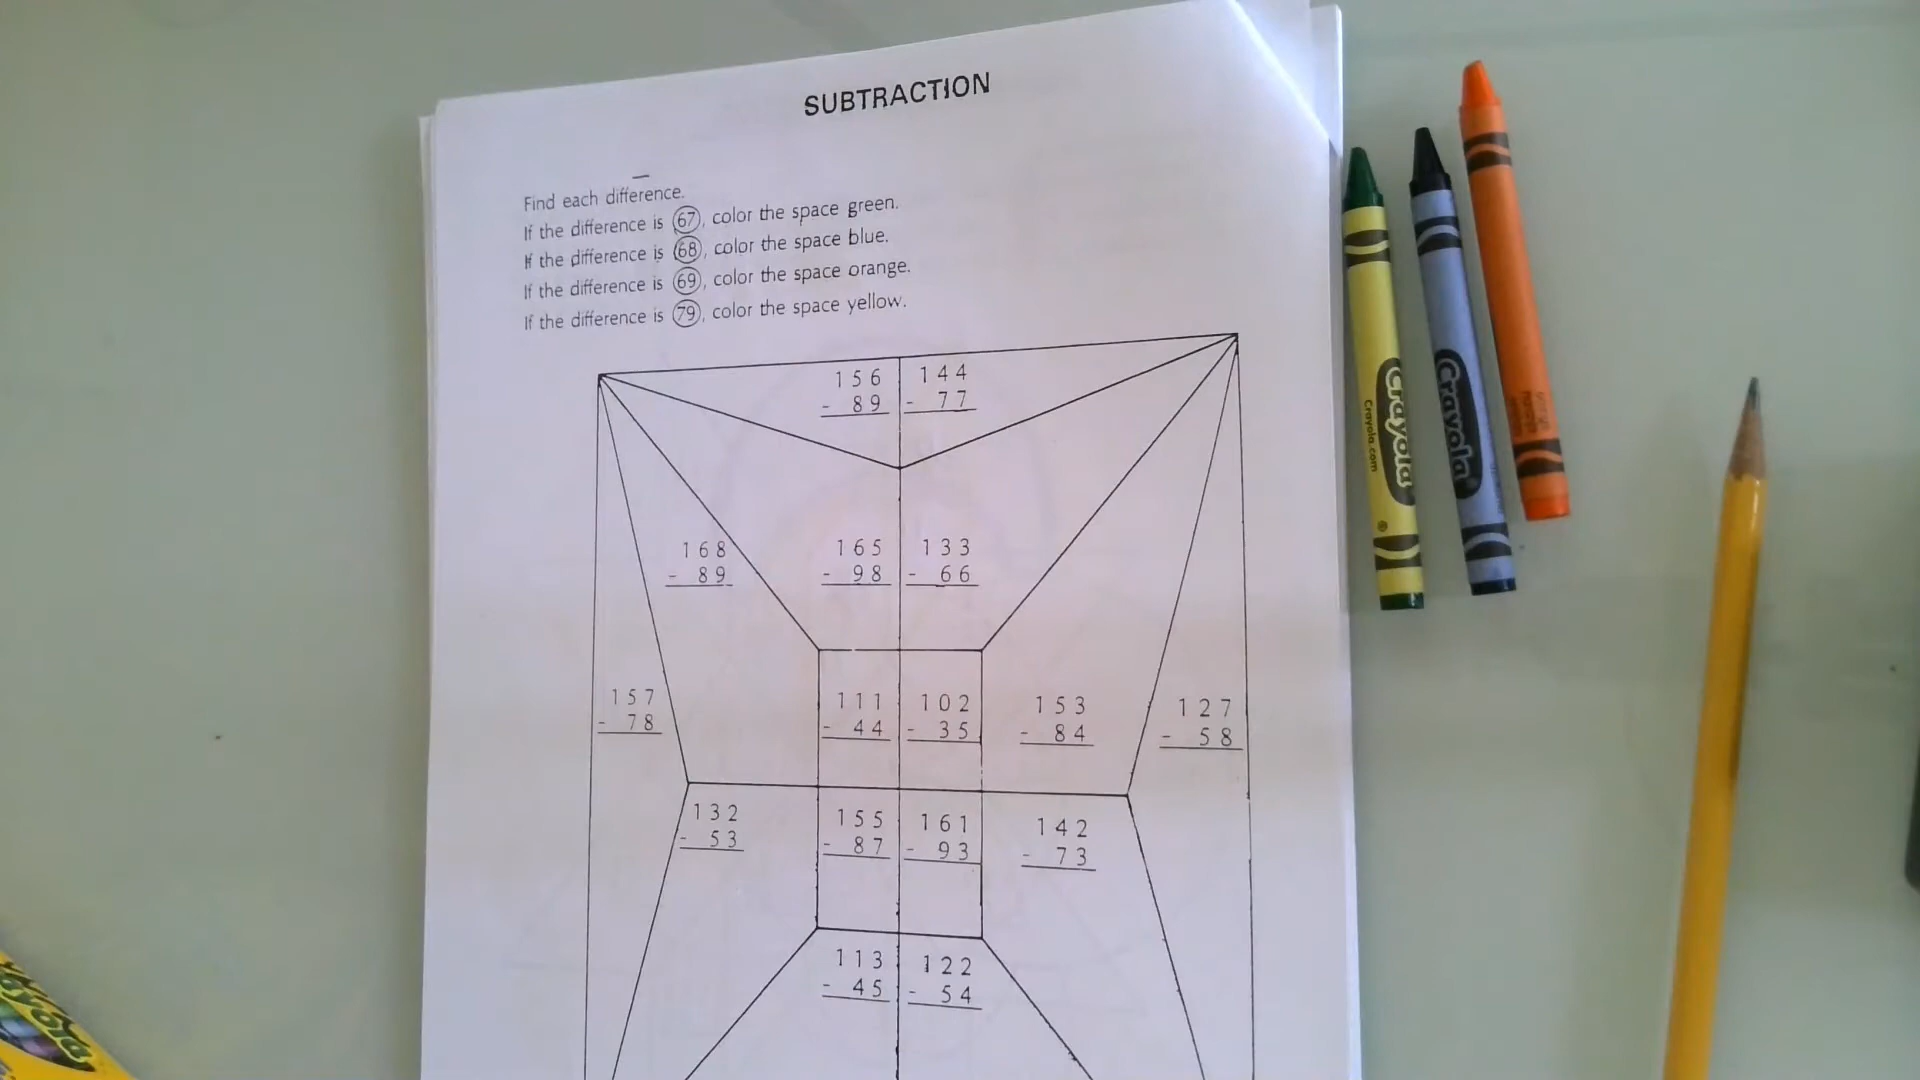 SUBTRACTION
Find each difference.
If the difference is 67, color the space green.
If the difference is 68, color the space blue.
If the difference is 69, color the space orange.
If the difference is 79, color the space yellow.
156 144
- 89 - 77
168 165 133
- 89 - 98 - 66
157 111 102 153 127
- 78 - 44 - 35 - 84 - 58
132 155 161 142
- 53 - 87 - 93 - 73
113 122
- 45 - 54
Crayola
Crayola.com
Crayola